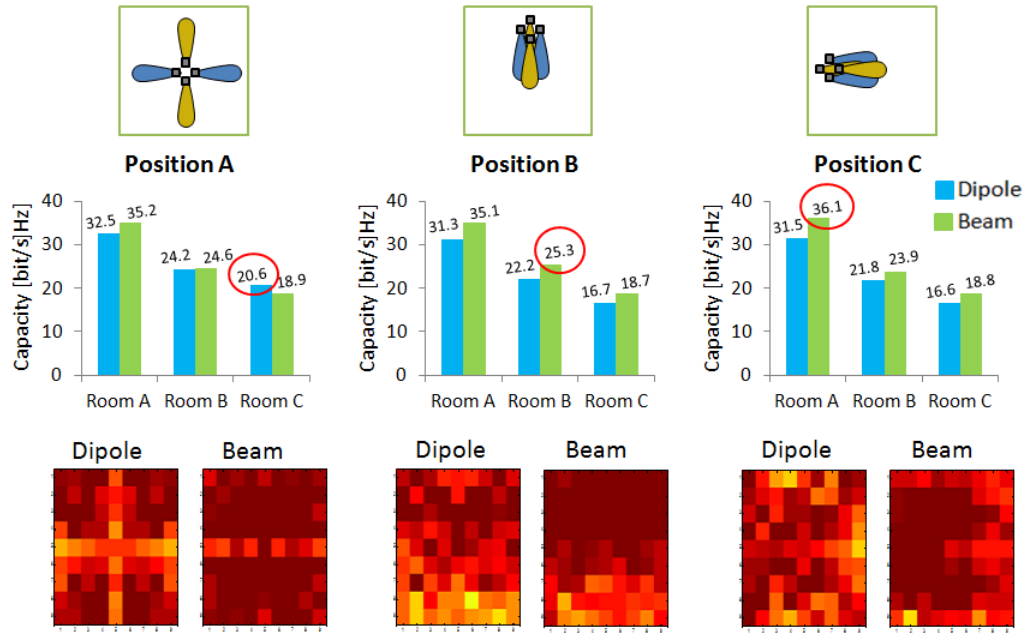 Position A
Position B
Position C
Capacity [bit/s]Hz]
40
30
20
10
0
32.5
35.2
24.2
24.6
20.6
18.9
Room A Room B Room C
Capacity [bit/s]Hz]
40
30
20
10
0
31.3
35.1
22.2
25.3
16.7
18.7
Room A Room B Room C
Capacity [bit/s]Hz]
40
30
20
10
0
31.5
36.1
21.8
23.9
16.6
18.8
Room A Room B Room C
Dipole
Beam
Dipole
Beam
Dipole
Beam
Dipole
Beam